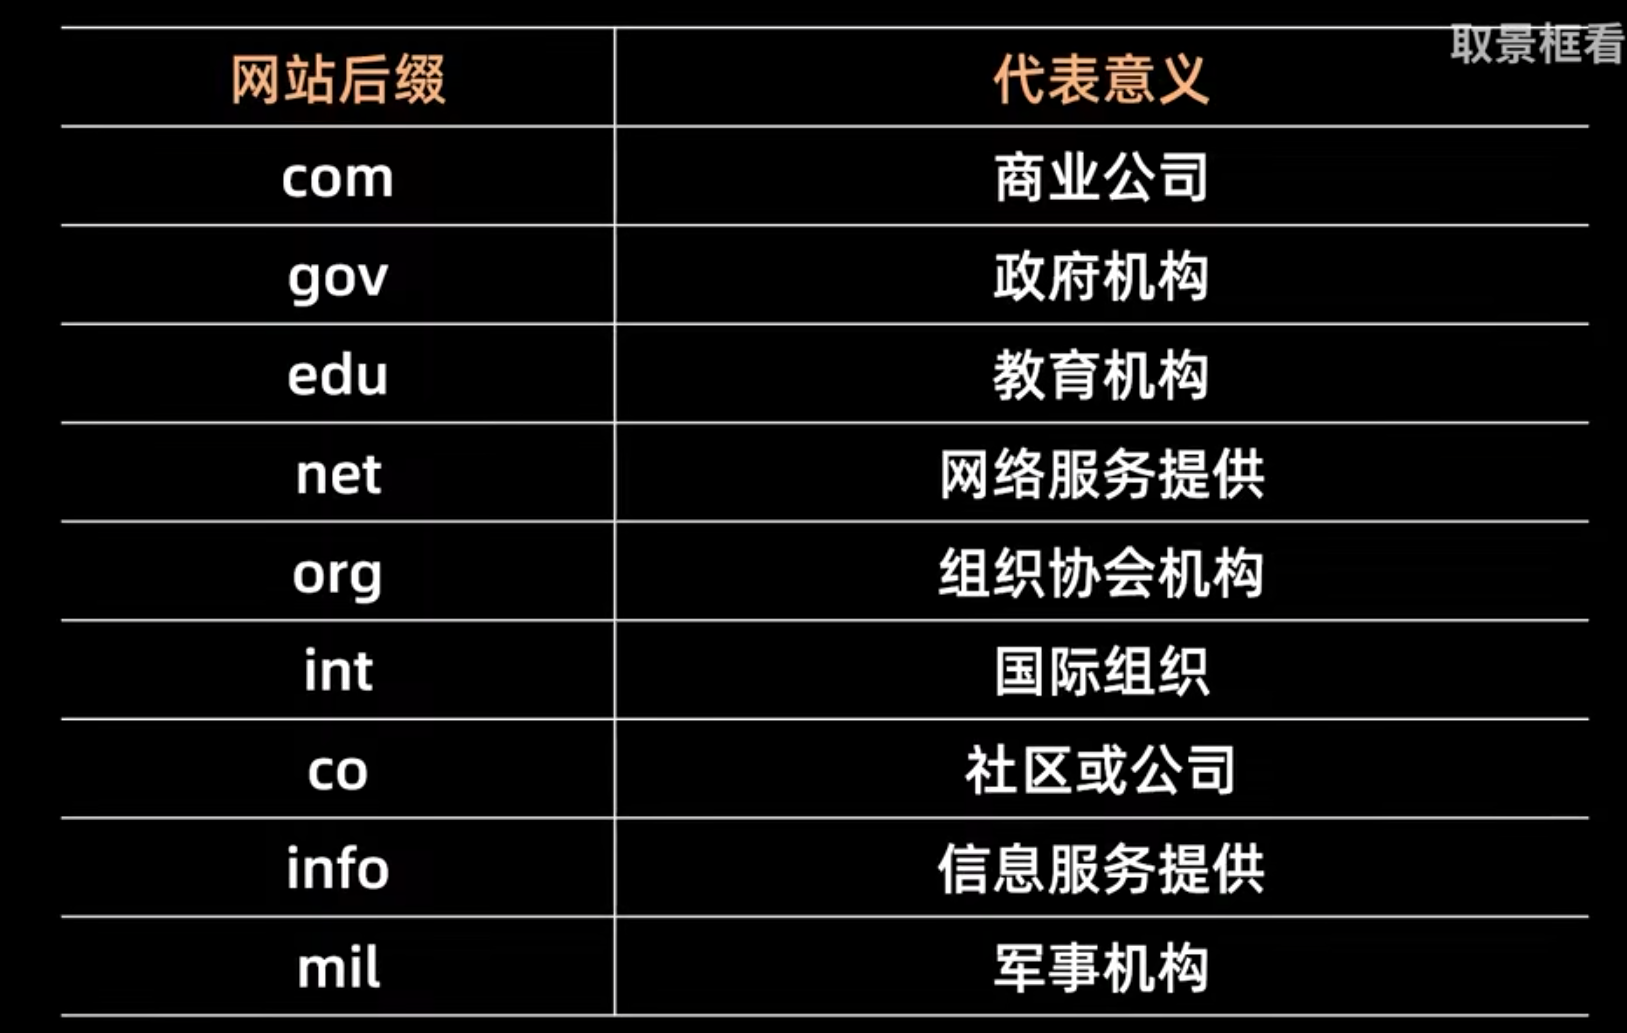 取景框看
网站后缀 代表意义
com 商业公司
gov 政府机构
edu 教育机构
net 网络服务提供
org 组织协会机构
int 国际组织
co 社区或公司
info 信息服务提供
mil 军事机构